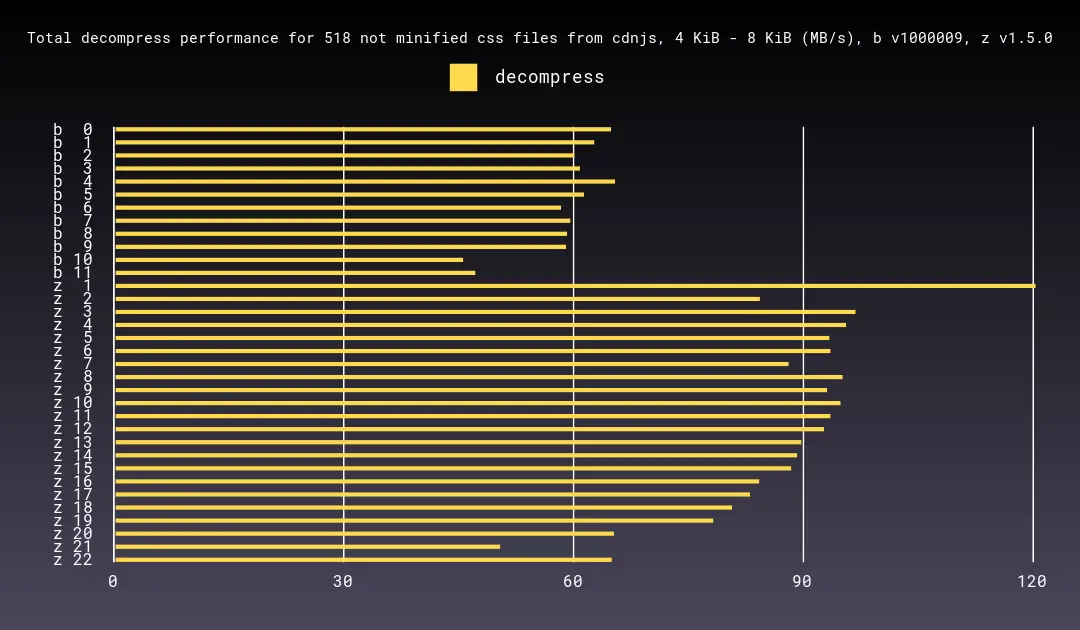 Total decompress performance for 518 not minified css files from cdnjs, 4 KiB - 8 KiB (MB/s), b v1000009, z v1.5.0
decompress
b 0
b 1
b 2
b 3
b 4
b 5
b 6
b 7
b 8
b 9
b 10
b 11
z 1
z 2
z 3
z 4
z 5
z 6
z 7
z 8
z 9
z 10
z 11
z 12
z 13
z 14
z 15
z 16
z 17
z 18
z 19
z 20
z 21
z 22
0 30 60 90 120